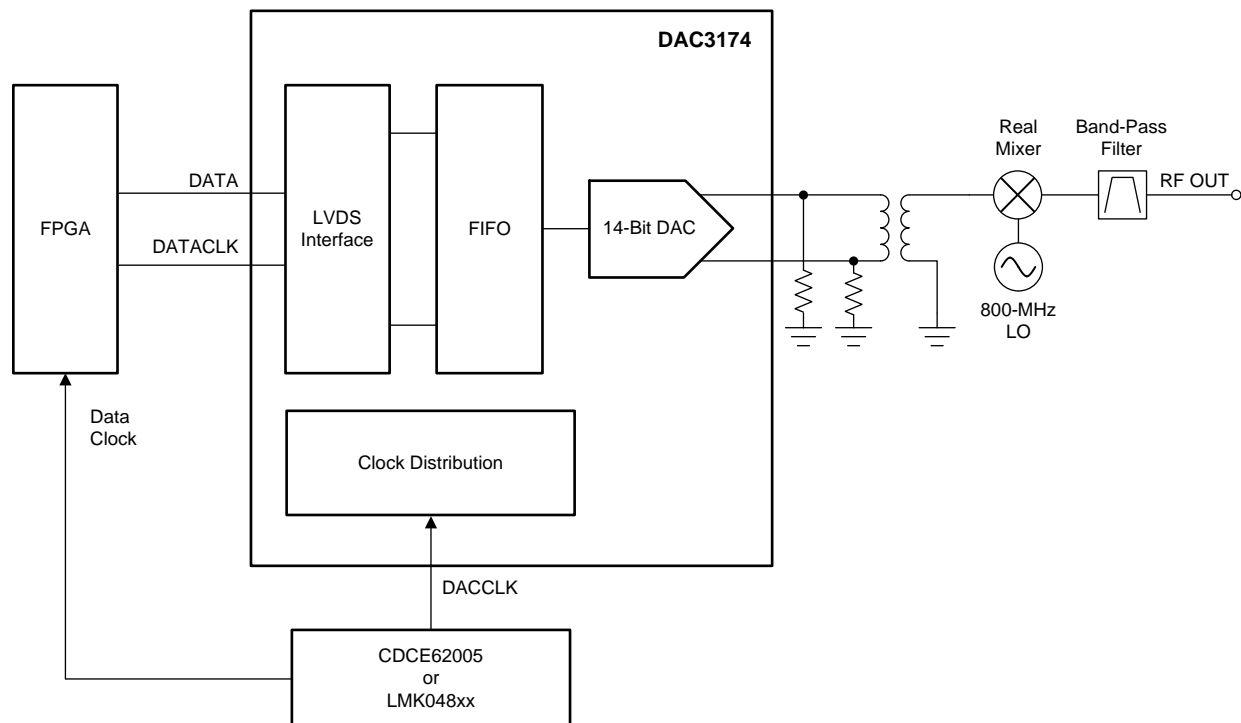 DAC3174
Real
Mixer
Band-Pass
Filter
RF OUT
DATA
FPGA
LVDS
Interface
FIFO
14-Bit DAC
DATACLK
800-MHz
LO
Data
Clock
Clock Distribution
DACCLK
CDCE62005
or
LMK048xx